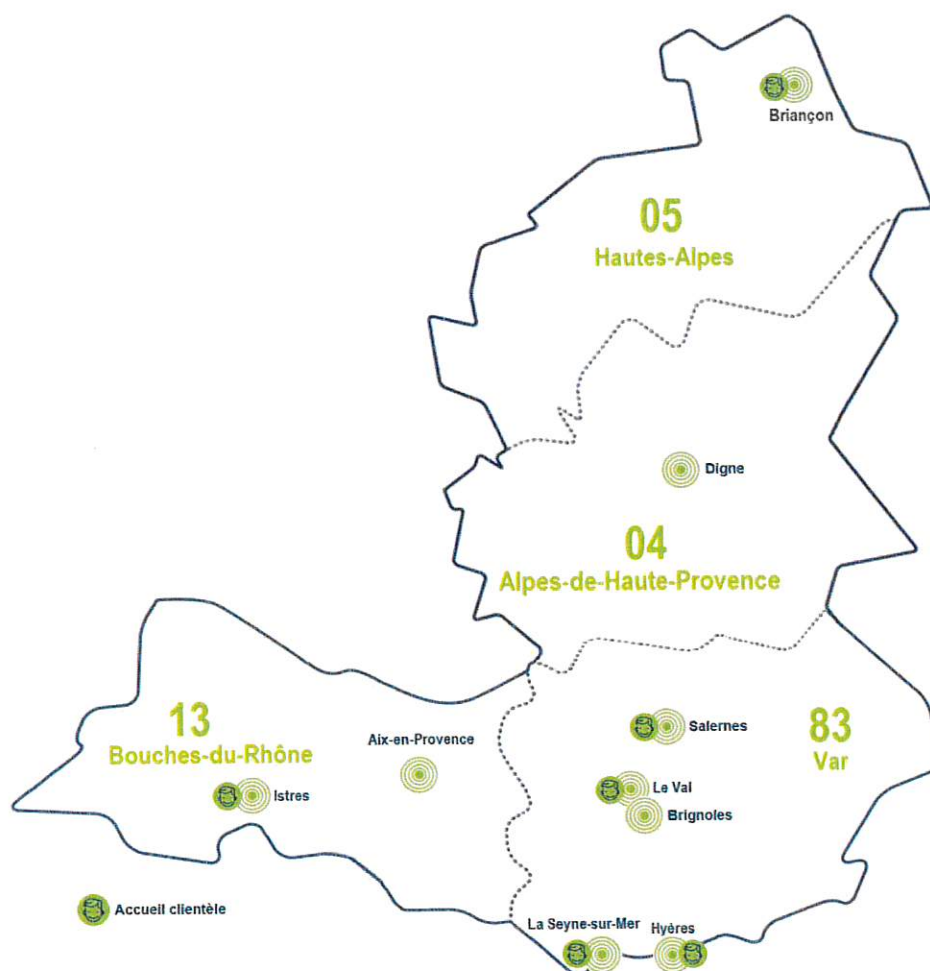 Briançon
05
Hautes-Alpes
Digne
04
Alpes-de-Haute-Provence
13
Bouches-du-Rhône
Aix-en-Provence
Istres
Salernes
83
Var
Le Val
Brignoles
Accueil clientèle
La Seyne-sur-Mer
Hyères